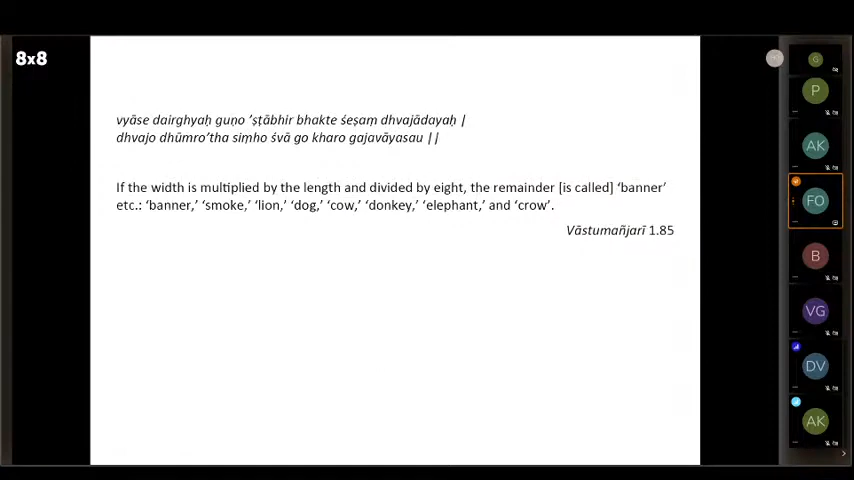 8x8
vyāse dairghyaḥ guṇo ’ṣṭābhir bhakte śeṣaṃ dhvajādayaḥ |
dhvajo dhūmro’tha siṃho śvā go kharo gajavāyasau ||
If the width is multiplied by the length and divided by eight, the remainder [is called] ‘banner’
etc.: ‘banner,’ ‘smoke,’ ‘lion,’ ‘dog,’ ‘cow,’ ‘donkey,’ ‘elephant,’ and ‘crow’.
Vāstumañjarī 1.85
G
P
AK
FO
B
VG
DV
AK